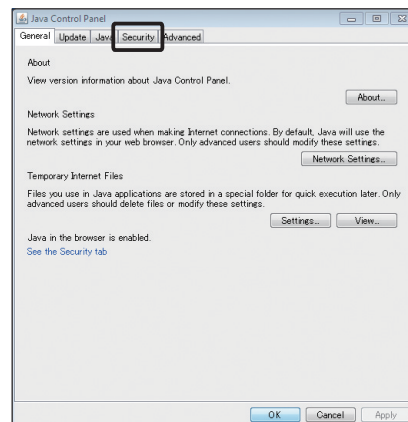 Java Control Panel
General Update Java Security Advanced
About
View version information about Java Control Panel.
About...
Network Settings
Network settings are used when making Internet connections. By default, Java will use the
network settings in your web browser. Only advanced users should modify these settings.
Network Settings...
Temporary Internet Files
Files you use in Java applications are stored in a special folder for quick execution later. Only
advanced users should delete files or modify these settings.
Settings... View...
Java in the browser is enabled.
See the Security tab
OK Cancel Apply